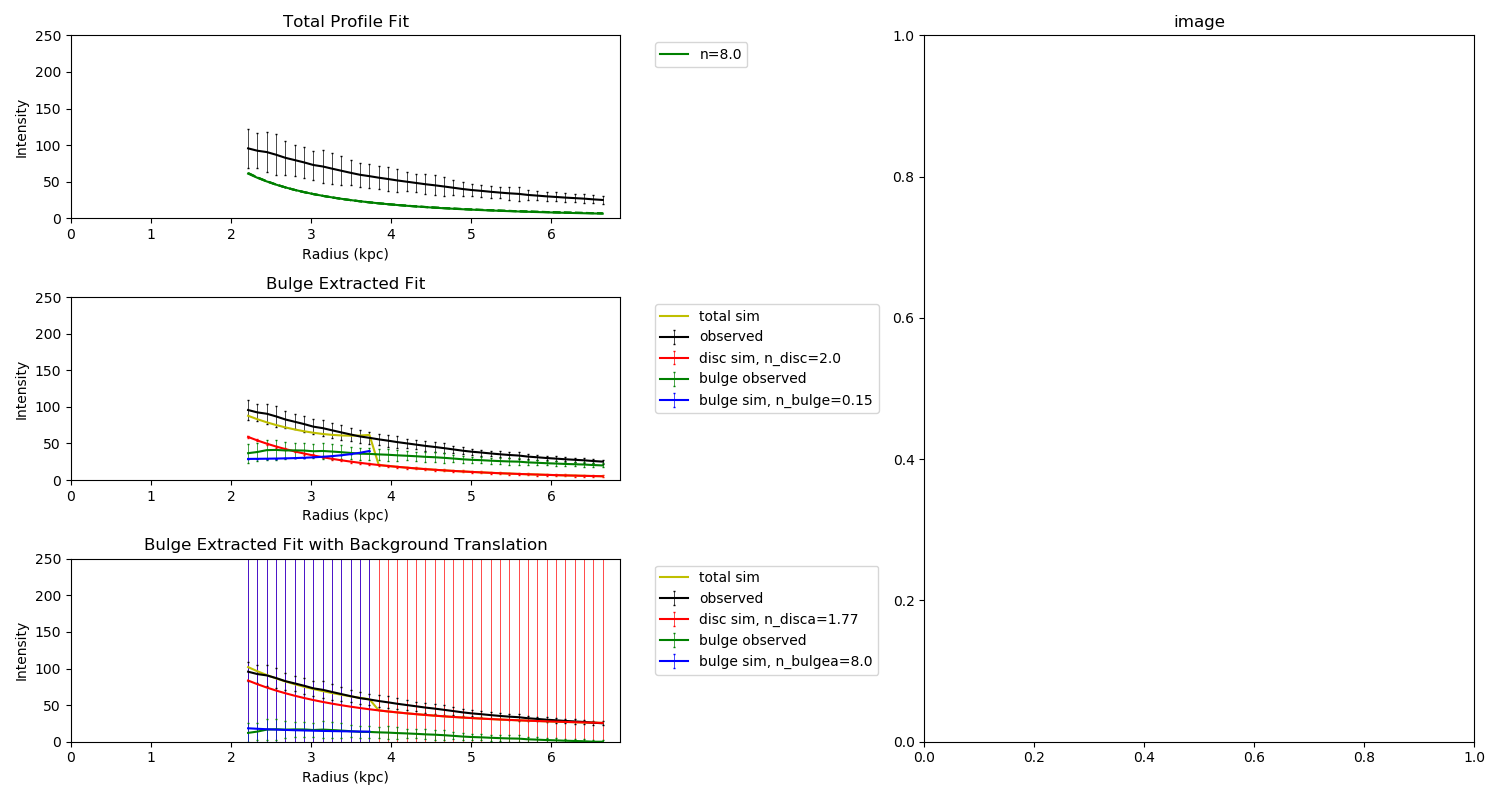 Total Profile Fit
250
200
150
100
50
0
Intensity
0 1 2 3 4 5 6
Radius (kpc)
n=8.0
Bulge Extracted Fit
250
200
150
100
50
0
Intensity
0 1 2 3 4 5 6
Radius (kpc)
total sim
observed
disc sim, n_disc=2.0
bulge observed
bulge sim, n_bulge=0.15
Bulge Extracted Fit with Background Translation
250
200
150
100
50
0
Intensity
0 1 2 3 4 5 6
Radius (kpc)
total sim
observed
disc sim, n_disca=1.77
bulge observed
bulge sim, n_bulgea=8.0
image
1.0
0.8
0.6
0.4
0.2
0.0
0.0 0.2 0.4 0.6 0.8 1.0